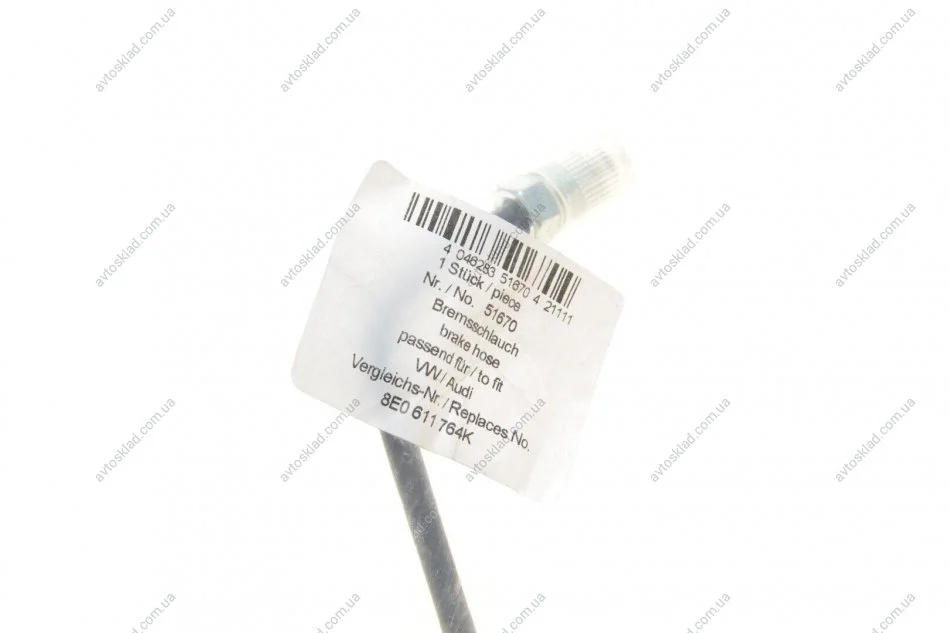 4 046283 51670 4 21111
1 Stück / piece
Nr. / No. 51670
Bremsschlauch
brake hose
passend für / to fit
VW / Audi
Vergleichs-Nr. / Replaces No.
8E0 611 764K
avtosklad.com.ua